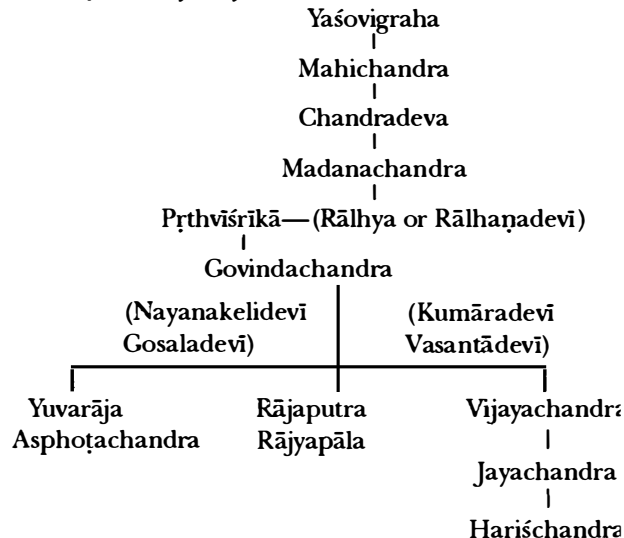 Yaśovigraha
Mahichandra
Chandradeva
Madanachandra
Pṛthvīśrīkā—(Rālhya or Rālhaṇadevī)
Govindachandra
(Nayanakelidevī
Gosaladevī)
(Kumāradevī
Vasantādevī)
Yuvarāja
Asphoṭachandra
Rājaputra
Rājyapāla
Vijayachandra
Jayachandra
Hariśchandra